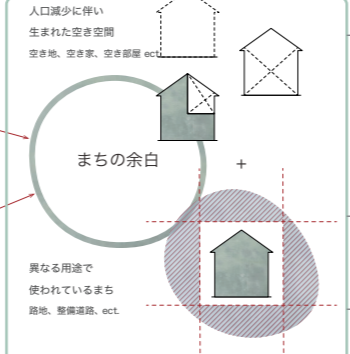 人口減少に伴い
生まれた空き空間
空き地、空き家、空き部屋 ect.
まちの余白
+
異なる用途で
使われているまち
路地、整備道路、ect.